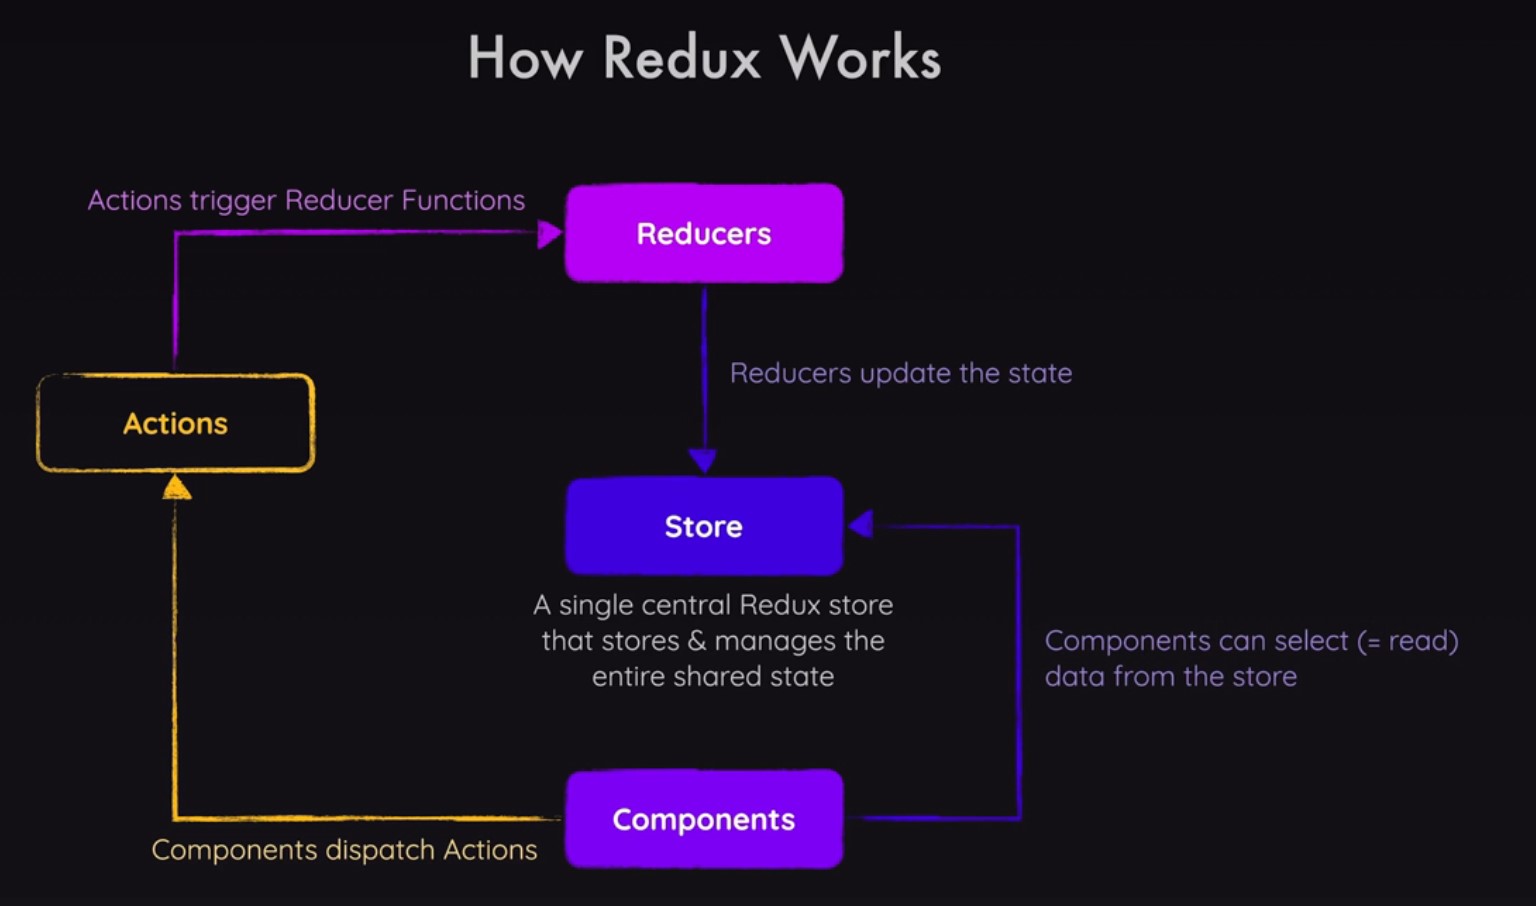 How Redux Works
Actions trigger Reducer Functions
Reducers
Reducers update the state
Actions
Store
A single central Redux store
that stores & manages the
entire shared state
Components can select (= read)
data from the store
Components
Components dispatch Actions